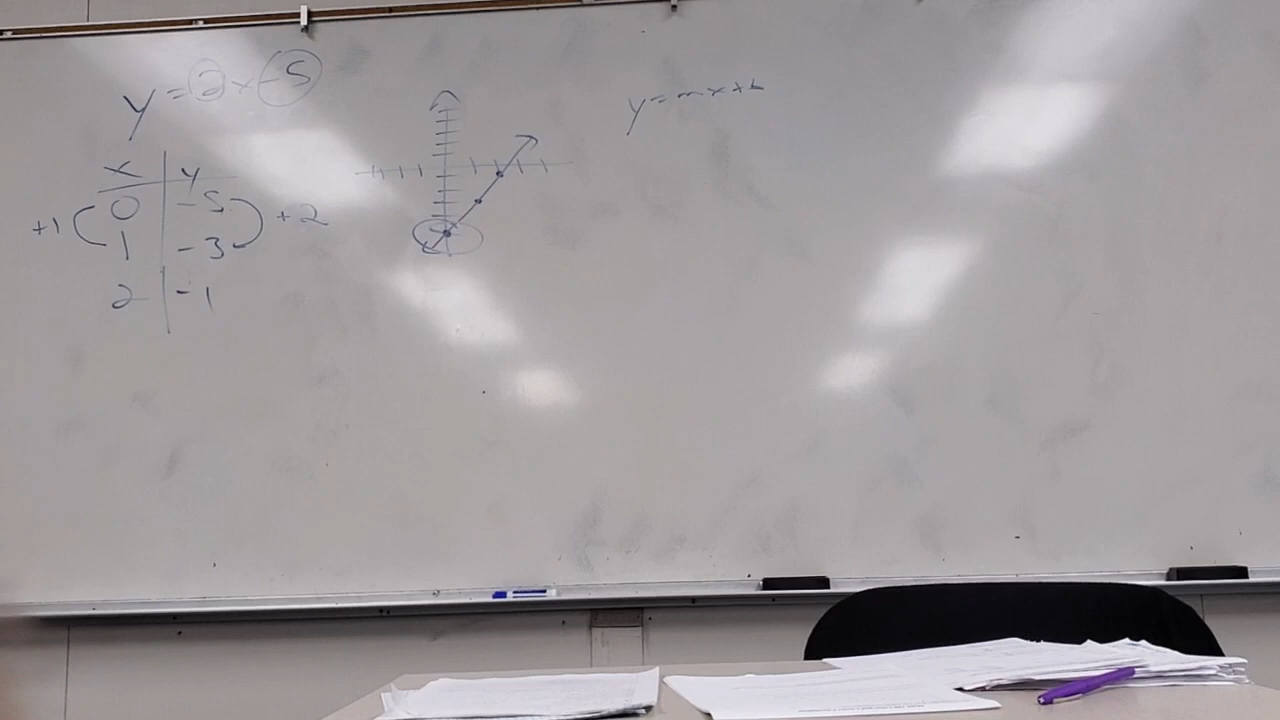 y = 2x - 5
y = mx + b
x y
0 -5
+1 +2
1 -3
2 -1